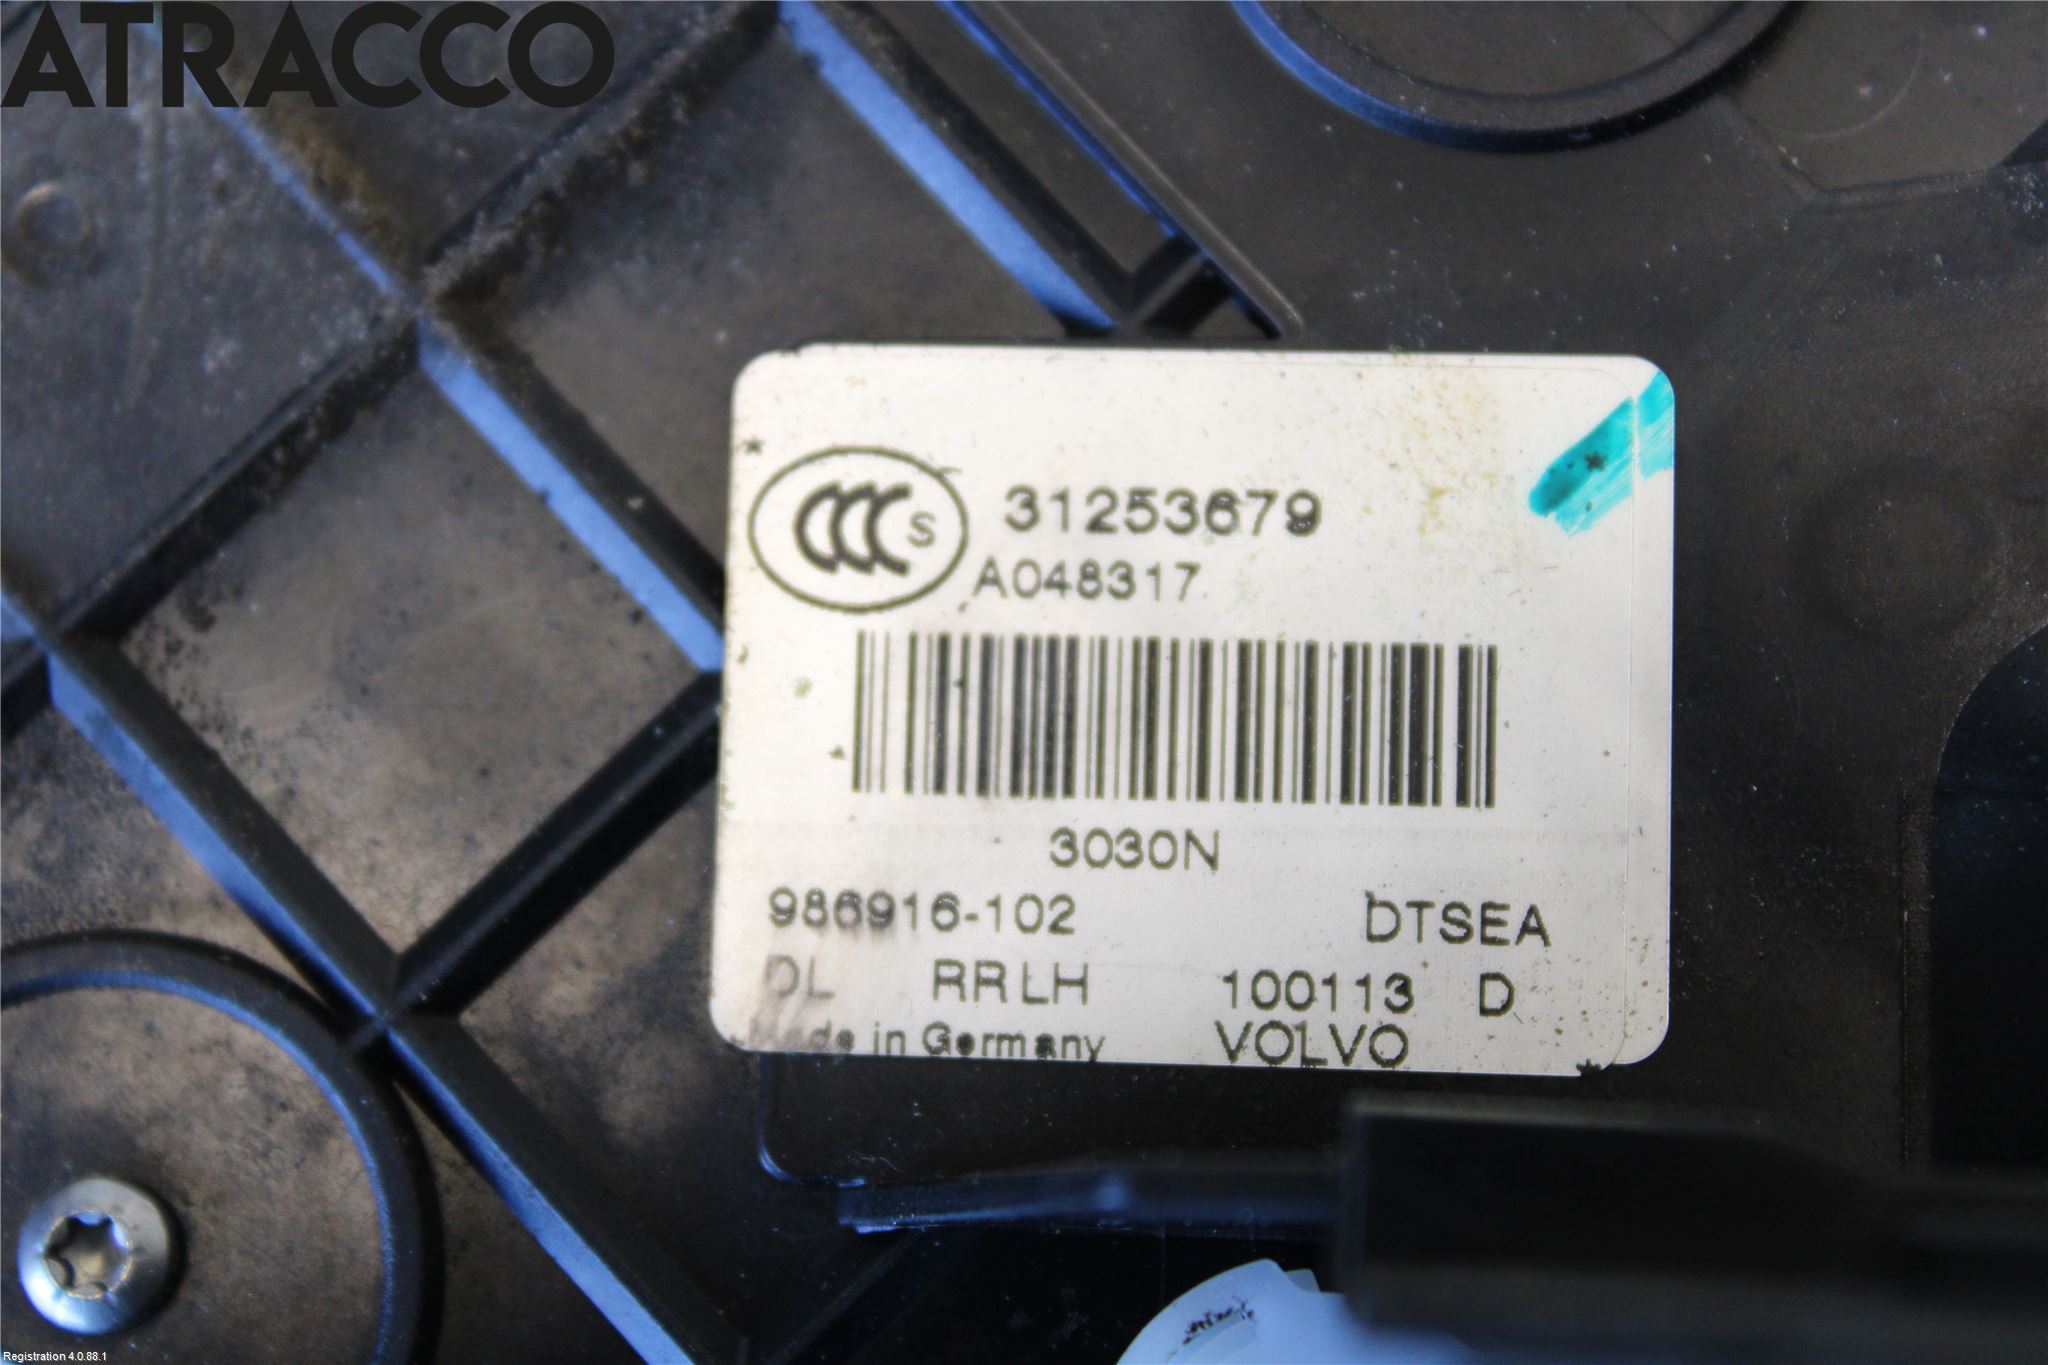 ATRACCO
CCC S
31253679
A048317
3030N
986916-102 DTSEA
DL RRLH 100113 D
Made in Germany VOLVO
Registration 4.0.88.1